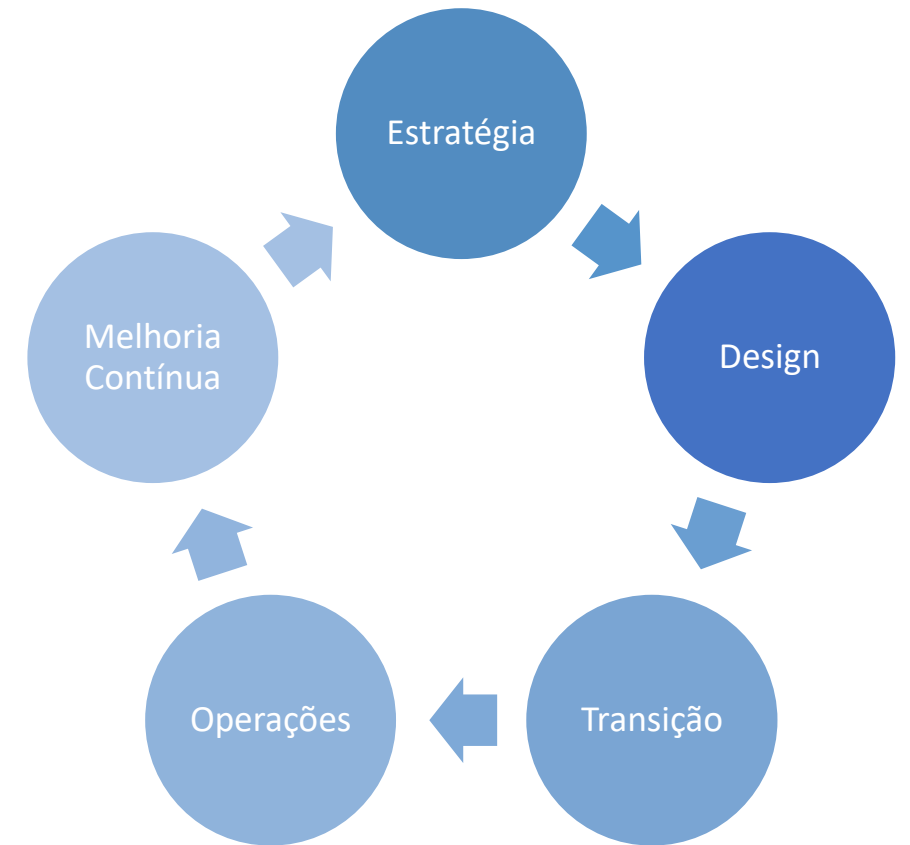 Estratégia
Design
Transição
Operações
Melhoria
Contínua